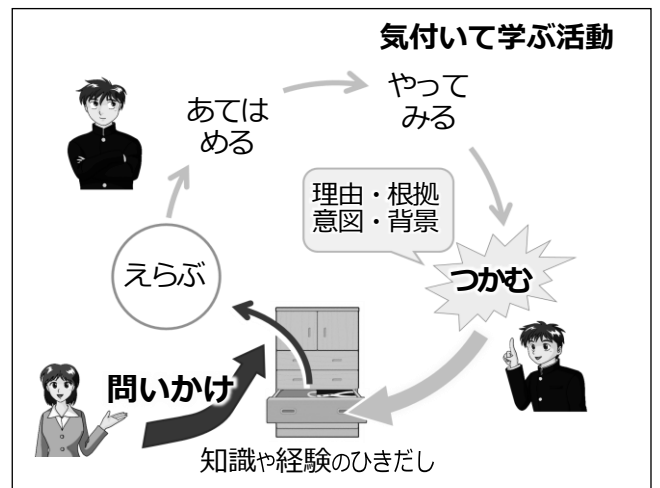 気付いて学ぶ活動
やって
みる
あては
める
理由・根拠
意図・背景
えらぶ
つかむ
問いかけ
知識や経験のひきだし